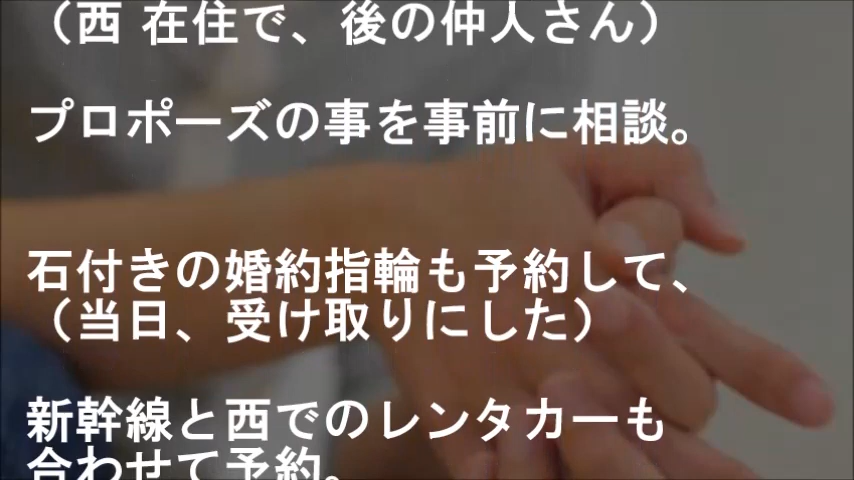 （西 在住で、後の仲人さん）
プロポーズの事を事前に相談。
石付きの婚約指輪も予約して、
（当日、受け取りにした）
新幹線と西でのレンタカーも
合わせて予約。